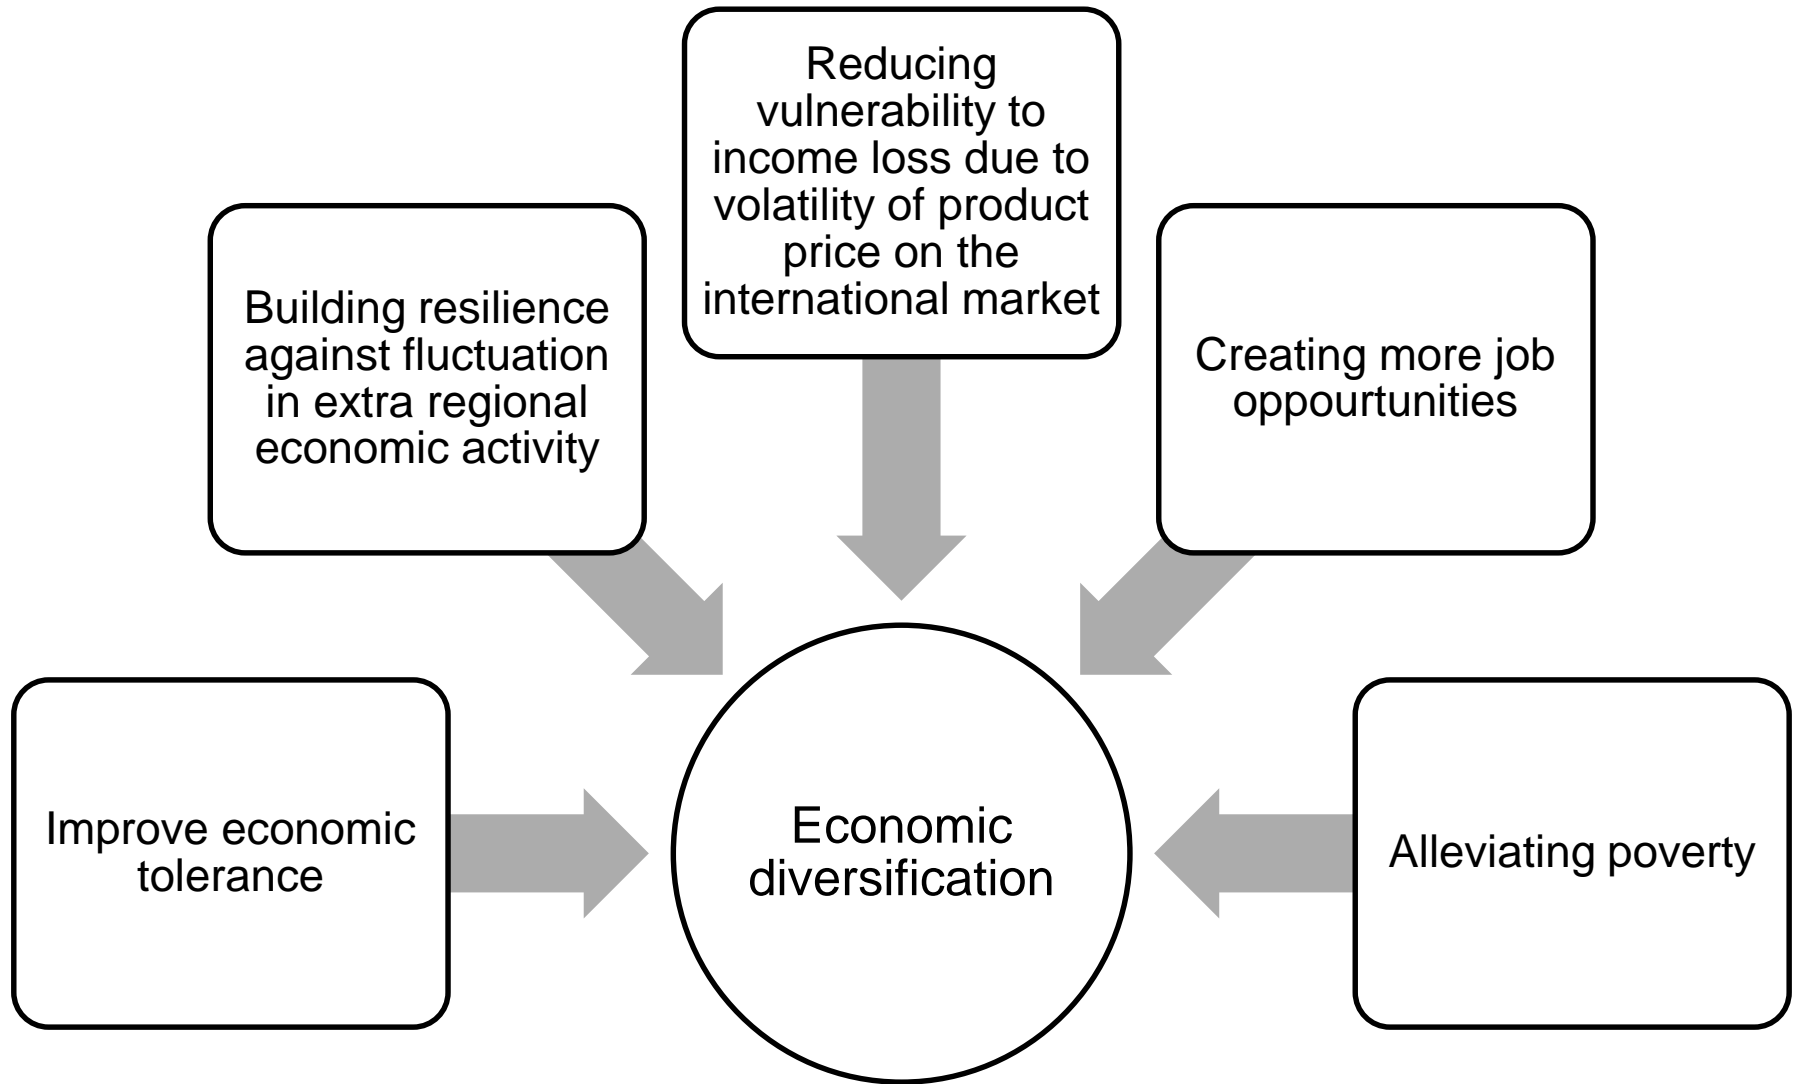 Reducing
vulnerability to
income loss due to
volatility of product
price on the
international market
Building resilience
against fluctuation
in extra regional
economic activity
Creating more job
oppourtunities
Improve economic
tolerance
Economic
diversification
Alleviating poverty